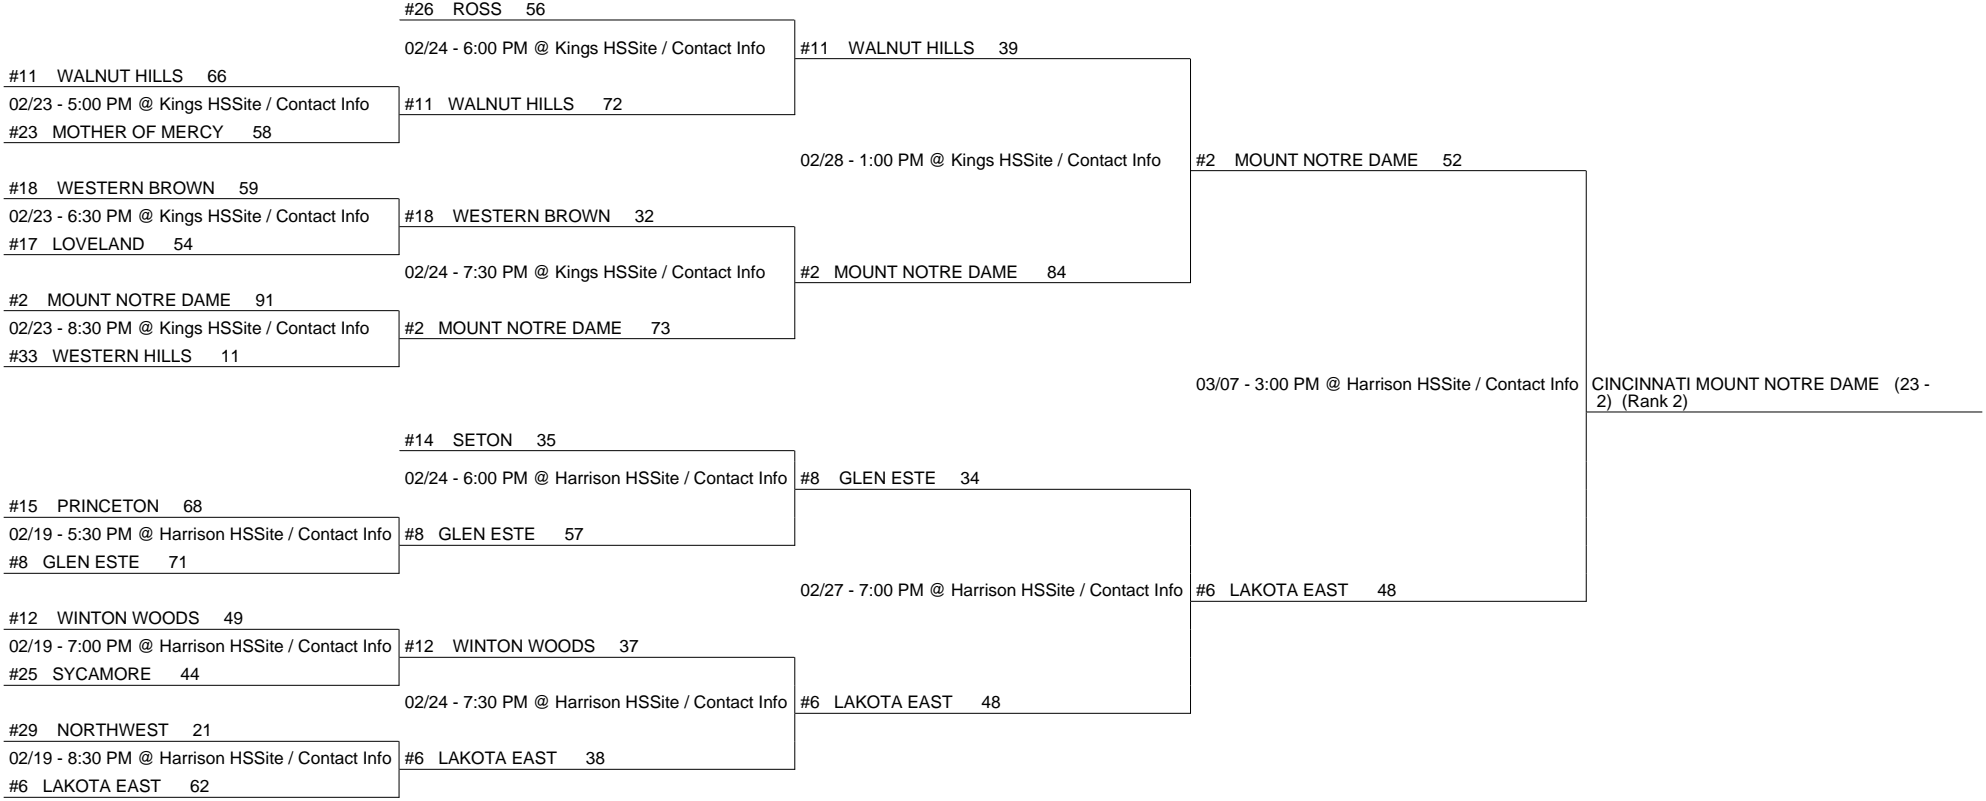 #26 ROSS 56
02/24 - 6:00 PM @ Kings HSSite / Contact Info
#11 WALNUT HILLS 39
#11 WALNUT HILLS 66
02/23 - 5:00 PM @ Kings HSSite / Contact Info
#11 WALNUT HILLS 72
#23 MOTHER OF MERCY 58
02/28 - 1:00 PM @ Kings HSSite / Contact Info
#2 MOUNT NOTRE DAME 52
#18 WESTERN BROWN 59
02/23 - 6:30 PM @ Kings HSSite / Contact Info
#18 WESTERN BROWN 32
#17 LOVELAND 54
02/24 - 7:30 PM @ Kings HSSite / Contact Info
#2 MOUNT NOTRE DAME 84
#2 MOUNT NOTRE DAME 91
02/23 - 8:30 PM @ Kings HSSite / Contact Info
#2 MOUNT NOTRE DAME 73
#33 WESTERN HILLS 11
03/07 - 3:00 PM @ Harrison HSSite / Contact Info
CINCINNATI MOUNT NOTRE DAME (23 -
2) (Rank 2)
#14 SETON 35
02/24 - 6:00 PM @ Harrison HSSite / Contact Info
#8 GLEN ESTE 34
#15 PRINCETON 68
02/19 - 5:30 PM @ Harrison HSSite / Contact Info
#8 GLEN ESTE 57
#8 GLEN ESTE 71
02/27 - 7:00 PM @ Harrison HSSite / Contact Info
#6 LAKOTA EAST 48
#12 WINTON WOODS 49
02/19 - 7:00 PM @ Harrison HSSite / Contact Info
#12 WINTON WOODS 37
#25 SYCAMORE 44
02/24 - 7:30 PM @ Harrison HSSite / Contact Info
#6 LAKOTA EAST 48
#29 NORTHWEST 21
02/19 - 8:30 PM @ Harrison HSSite / Contact Info
#6 LAKOTA EAST 38
#6 LAKOTA EAST 62